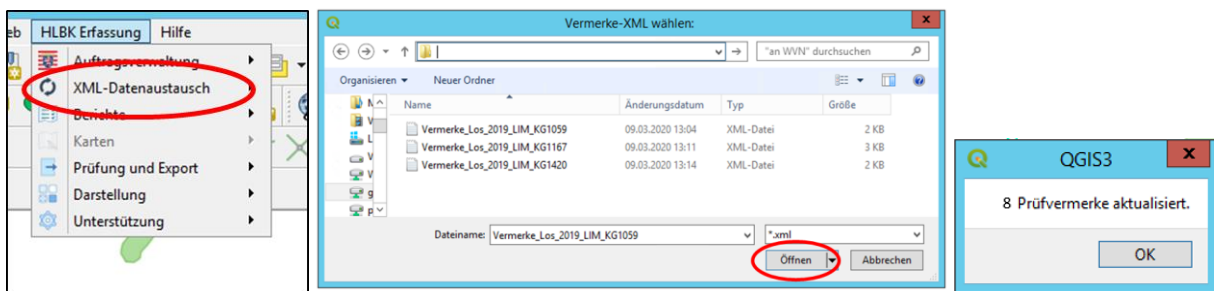 eb HLBK Erfassung Hilfe
Auftragsverwaltung
XML-Datenaustausch
Berichte
Karten
Prüfung und Export
Darstellung
Unterstützung
Vermerke-XML wählen:
"an WVN" durchsuchen
Organisieren Neuer Ordner
Name Änderungsdatum Typ Größe
Vermerke_Los_2019_LIM_KG1059 09.03.2020 13:04 XML-Datei 2 KB
Vermerke_Los_2019_LIM_KG1167 09.03.2020 13:11 XML-Datei 3 KB
Vermerke_Los_2019_LIM_KG1420 09.03.2020 13:14 XML-Datei 2 KB
Dateiname: Vermerke_Los_2019_LIM_KG1059 *.xml
Öffnen Abbrechen
QGIS3
8 Prüfvermerke aktualisiert.
OK